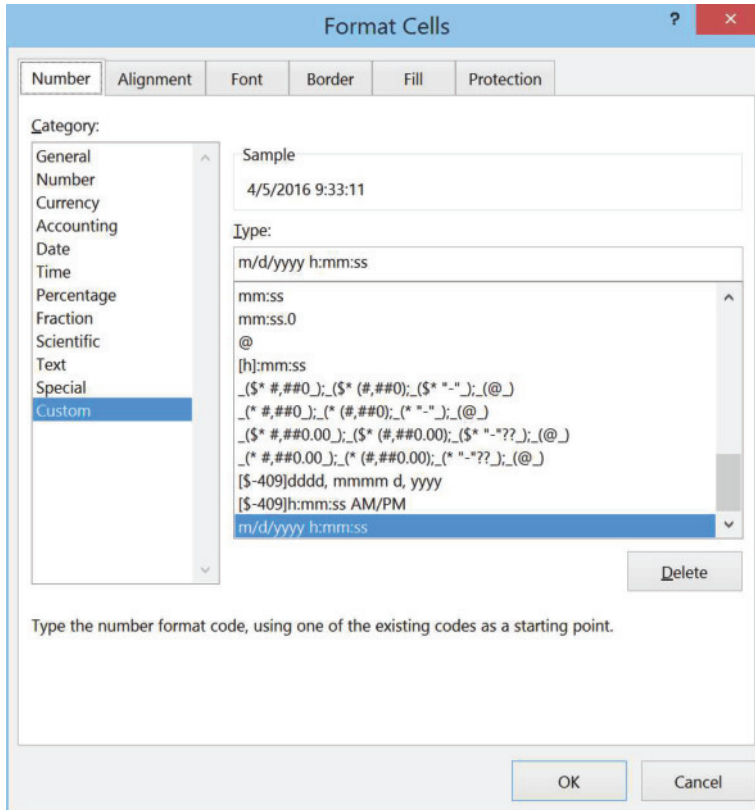 Format Cells
?
×
Number Alignment Font Border Fill Protection
Category:
General
Number
Currency
Accounting
Date
Time
Percentage
Fraction
Scientific
Text
Special
Custom
Sample
4/5/2016 9:33:11
Type:
m/d/yyyy h:mm:ss
mm:ss
mm:ss.0
@
[h]:mm:ss
_($* #,##0_);_($* (#,##0);_($* "-"_);_(@_)
_(* #,##0_);_(* (#,##0);_(* "-"_);_(@_)
_($* #,##0.00_);_($* (#,##0.00);_($* "-"??_);_(@_)
_(* #,##0.00_);_(* (#,##0.00);_(* "-"??_);_(@_)
[$-409]dddd, mmmm d, yyyy
[$-409]h:mm:ss AM/PM
m/d/yyyy h:mm:ss
Delete
Type the number format code, using one of the existing codes as a starting point.
OK Cancel